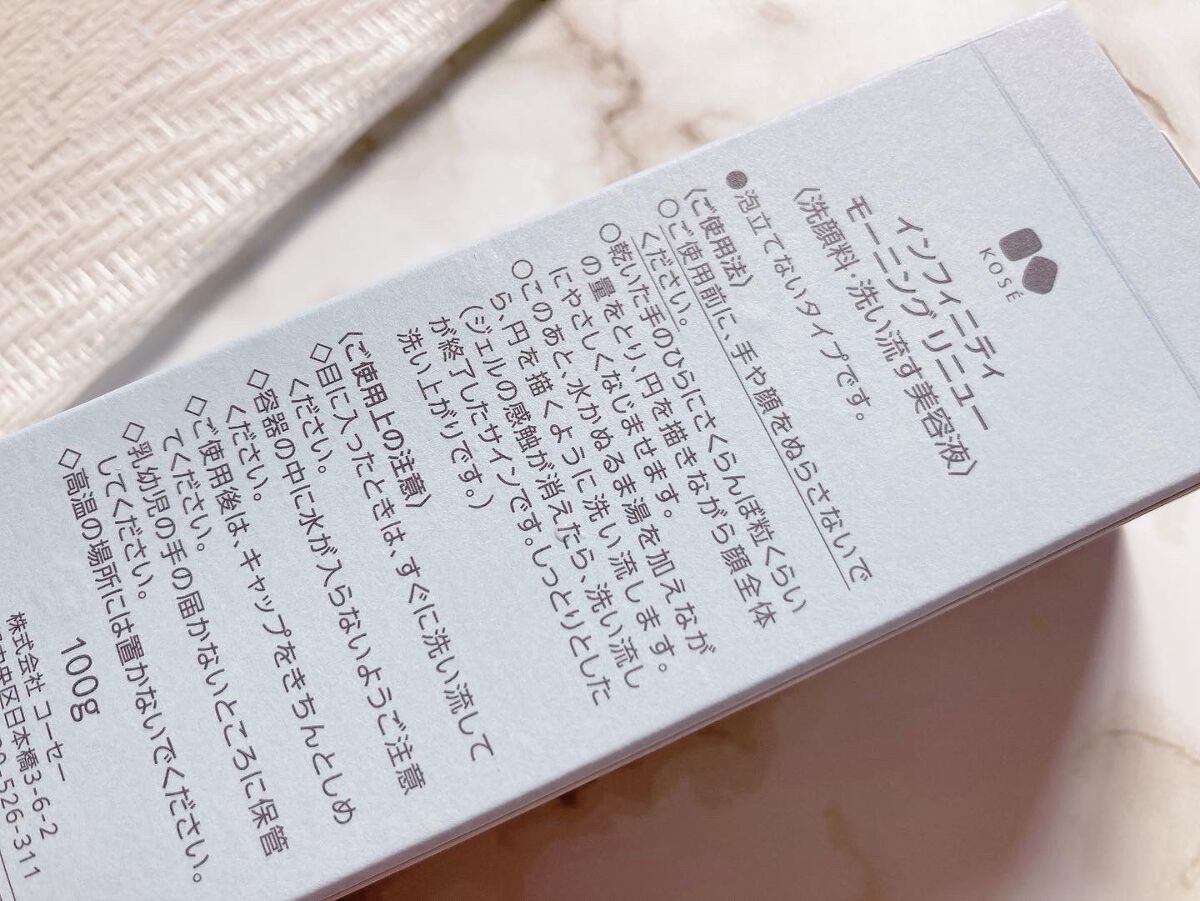 KOSÉ
インフィニティ
モーニング リニュー
〈洗顔料・洗い流す美容液〉
●泡立てないタイプです。
〈ご使用法〉
○ご使用前に、手や顔をぬらさないで
ください。
○乾いた手のひらにさくらんぼ粒くらい
の量をとり、円を描きながら顔全体
にやさしくなじませます。
○このあと、水かぬるま湯を加えなが
ら、円を描くように洗い流します。
(ジェルの感触が消えたら、洗い流し
が終了したサインです。しっとりとした
洗い上がりです。)
〈ご使用上の注意〉
◇目に入ったときは、すぐに洗い流して
ください。
◇容器の中に水が入らないようご注意
ください。
◇ご使用後は、キャップをきちんとしめ
てください。
◇乳幼児の手の届かないところに保管
してください。
◇高温の場所には置かないでください。
100g
株式会社 コーセー
中央区日本橋3-6-2
-526-311